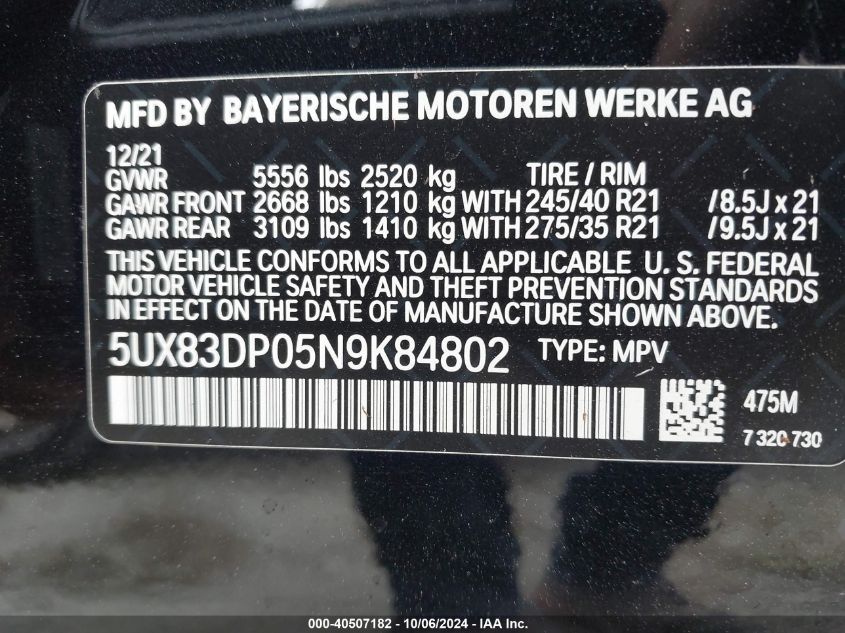 MFD BY BAYERISCHE MOTOREN WERKE AG
12/21
GVWR 5556 lbs 2520 kg TIRE / RIM
GAWR FRONT 2668 lbs 1210 kg WITH 245/40 R21 /8.5J x 21
GAWR REAR 3109 lbs 1410 kg WITH 275/35 R21 /9.5J x 21
THIS VEHICLE CONFORMS TO ALL APPLICABLE U. S. FEDERAL
MOTOR VEHICLE SAFETY AND THEFT PREVENTION STANDARDS
IN EFFECT ON THE DATE OF MANUFACTURE SHOWN ABOVE.
5UX83DP05N9K84802 TYPE: MPV
475M
7 320 730
000-40507182 - 10/06/2024 - IAA Inc.